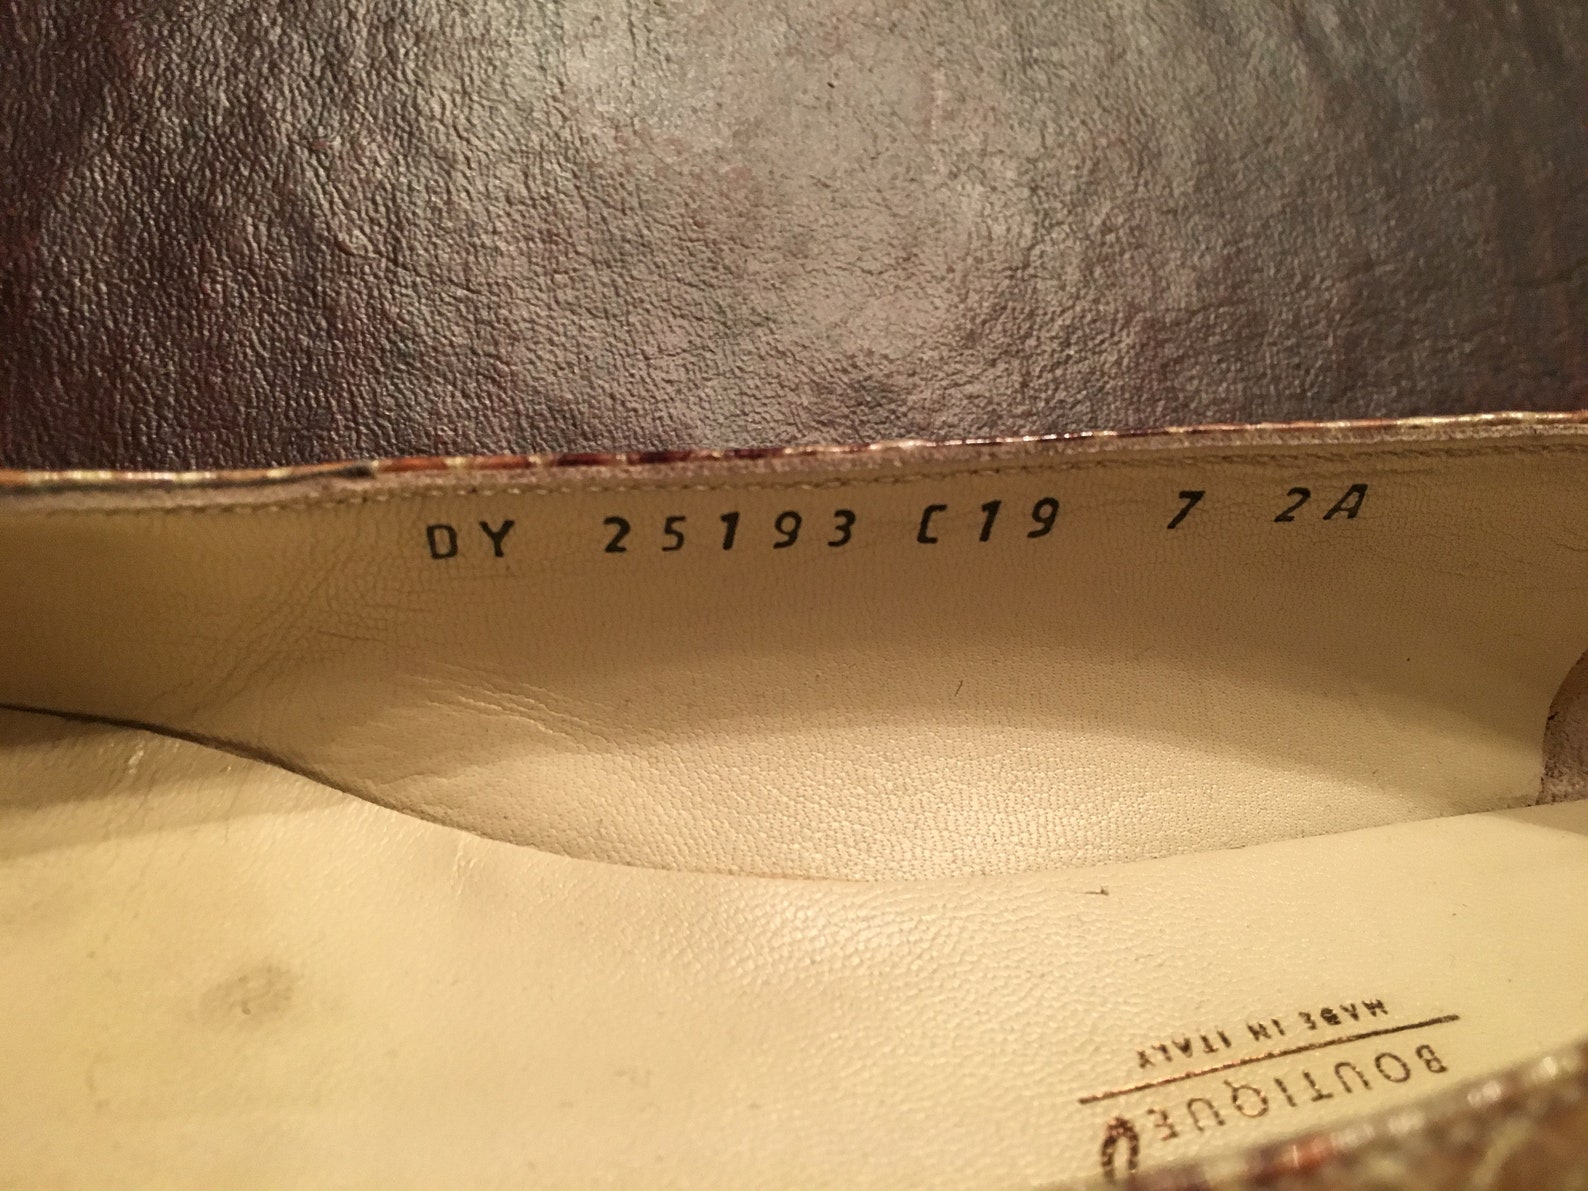 DY 25193 C19 7 2A
BOUTIQUE
MADE IN ITALY